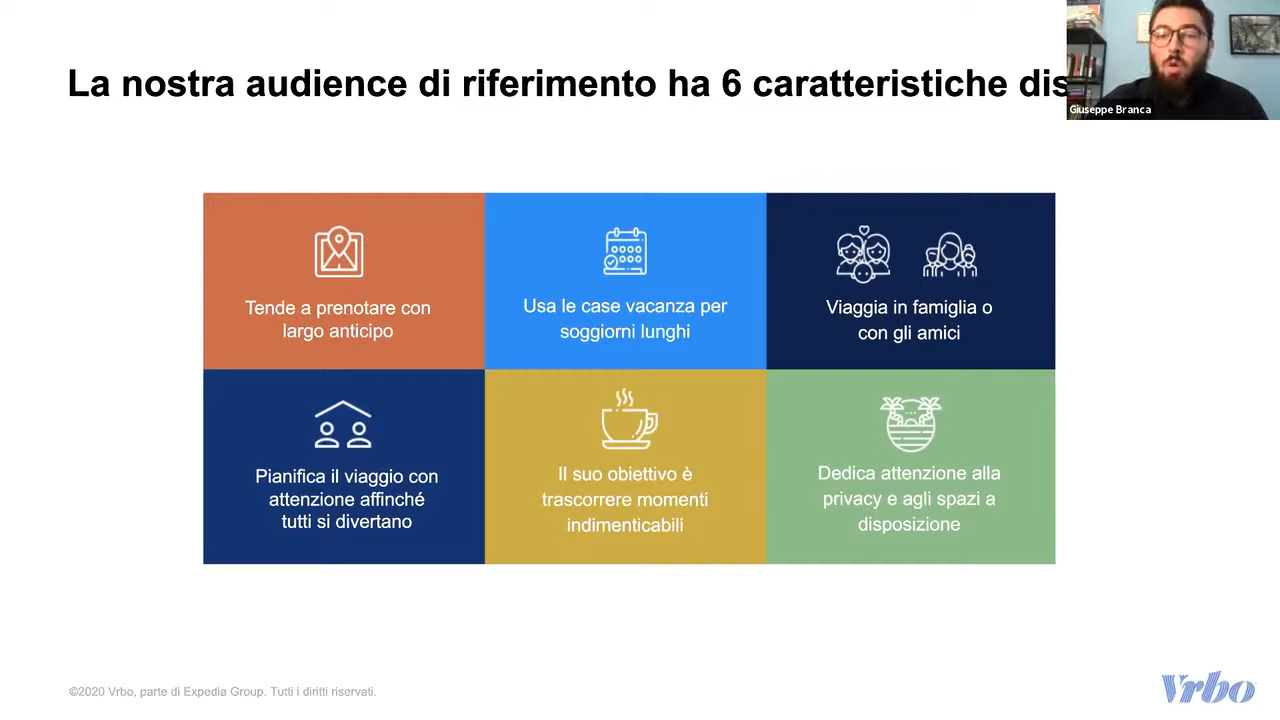 La nostra audience di riferimento ha 6 caratteristiche
Giuseppe Branca
Tende a prenotare con
largo anticipo
Usa le case vacanza per
soggiorni lunghi
Viaggia in famiglia o
con gli amici
Pianifica il viaggio con
attenzione affinché
tutti si divertano
Il suo obiettivo è
trascorrere momenti
indimenticabili
Dedica attenzione alla
privacy e agli spazi a
disposizione
©2020 Vrbo, parte di Expedia Group. Tutti i diritti riservati.
Vrbo